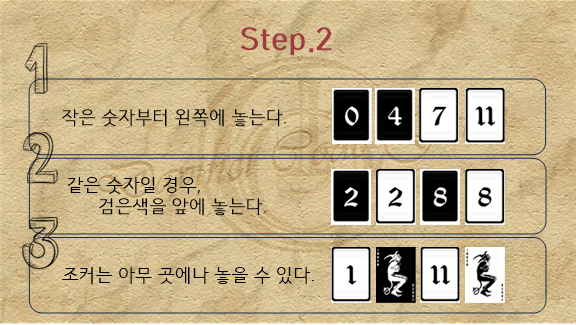 Step.2
1
작은 숫자부터 왼쪽에 놓는다.
0 4 7 11
2
같은 숫자일 경우,
검은색을 앞에 놓는다.
2 2 8 8
3
조커는 아무 곳에나 놓을 수 있다.
1 11